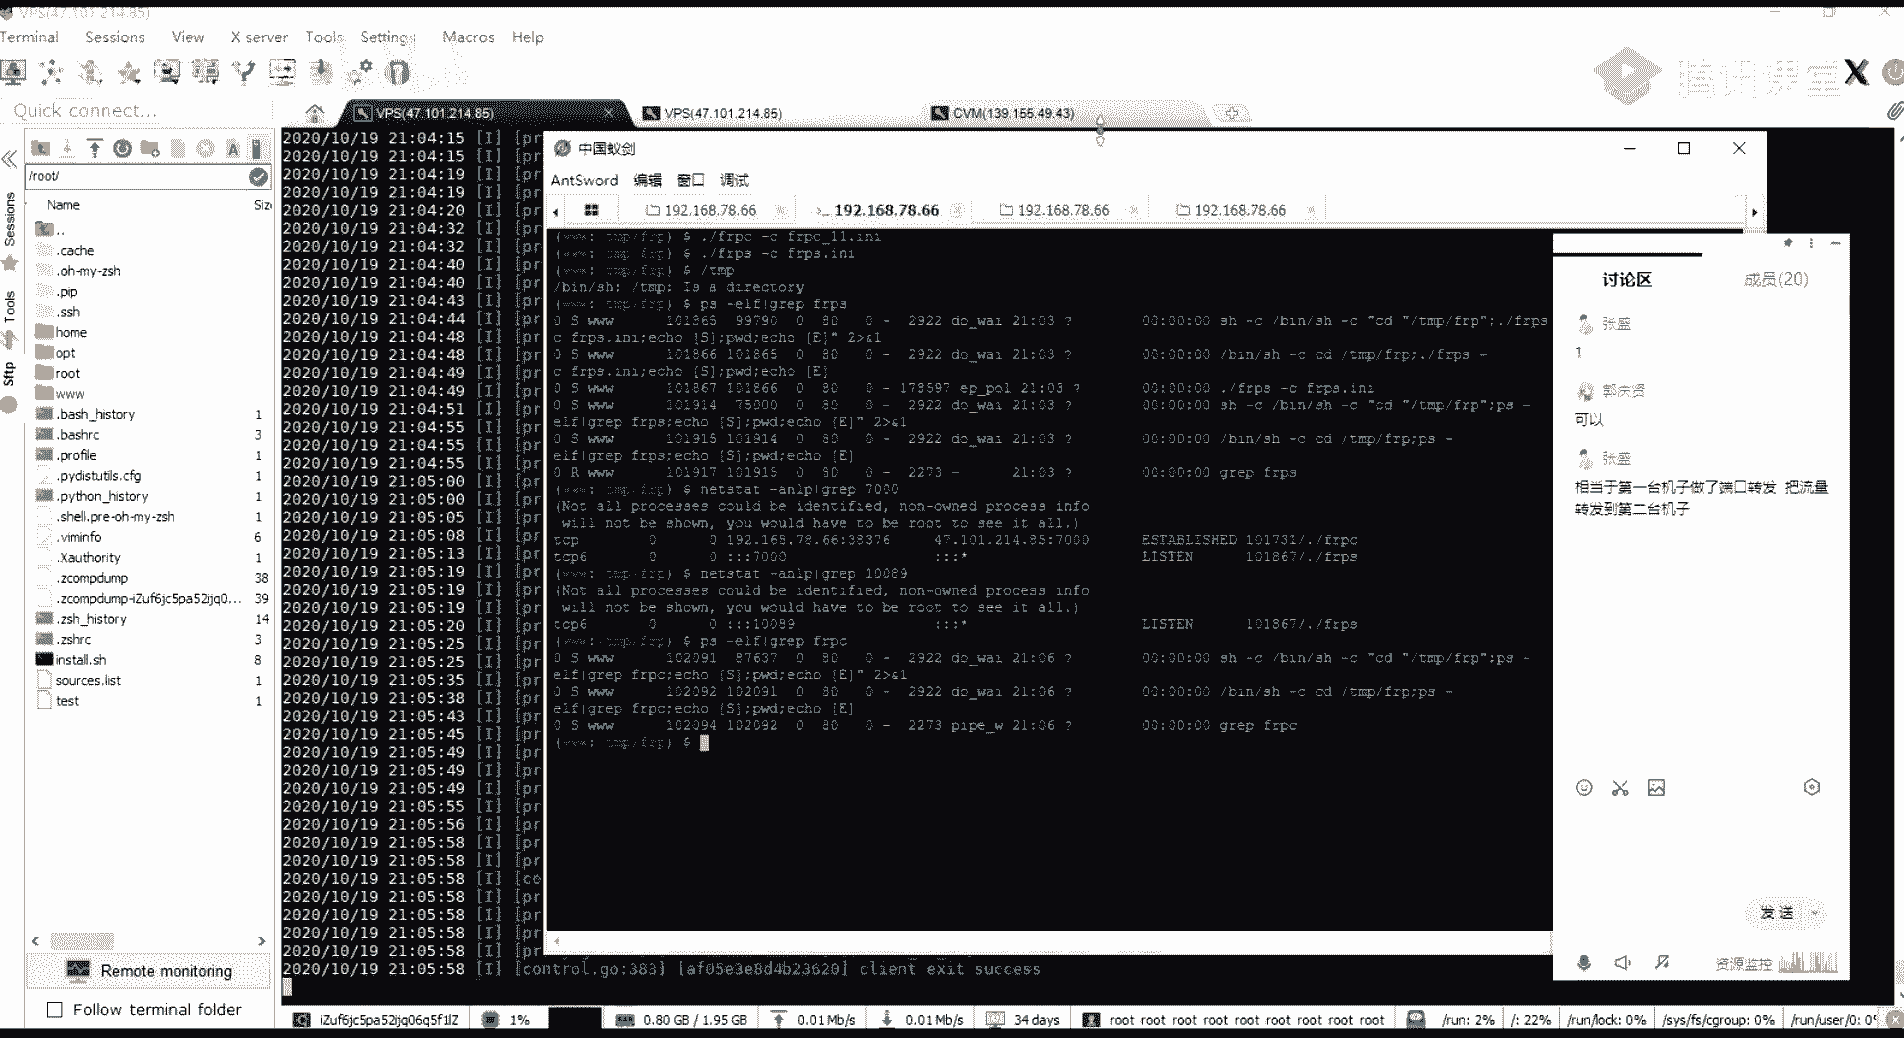 VPS(47.101.214.85)
Terminal Sessions View X server Tools Settings Macros Help
Quick connect...
VPS(47.101.214.85)
VPS(47.101.214.85)
CVM(139.155.49.43)
腾讯课堂
/root/
Name
Sessions
Tools
Sftp
..
.cache
.oh-my-zsh
.pip
.ssh
home
opt
root
www
.bash_history 1
.bashrc 3
.profile 1
.pydistutils.cfg 1
.python_history 1
.shell.pre-oh-my-zsh 1
.viminfo 6
.Xauthority 1
.zcompdump 38
.zcompdump-iZuf6jc5pa52ijq0... 39
.zsh_history 14
.zshrc 3
install.sh 8
sources.list 1
test 1
Remote monitoring
Follow terminal folder
2020/10/19 21:04:15 [I] [pr
2020/10/19 21:04:15 [I] [pr
2020/10/19 21:04:19 [I] [pr
2020/10/19 21:04:19 [I] [pr
2020/10/19 21:04:20 [I] [pr
2020/10/19 21:04:32 [I] [pr
2020/10/19 21:04:32 [I] [pr
2020/10/19 21:04:40 [I] [pr
2020/10/19 21:04:40 [I] [pr
2020/10/19 21:04:43 [I] [pr
2020/10/19 21:04:44 [I] [pr
2020/10/19 21:04:48 [I] [pr
2020/10/19 21:04:48 [I] [pr
2020/10/19 21:04:49 [I] [pr
2020/10/19 21:04:49 [I] [pr
2020/10/19 21:04:51 [I] [pr
2020/10/19 21:04:55 [I] [pr
2020/10/19 21:04:55 [I] [pr
2020/10/19 21:04:55 [I] [pr
2020/10/19 21:05:00 [I] [pr
2020/10/19 21:05:00 [I] [pr
2020/10/19 21:05:05 [I] [pr
2020/10/19 21:05:08 [I] [pr
2020/10/19 21:05:13 [I] [pr
2020/10/19 21:05:19 [I] [pr
2020/10/19 21:05:19 [I] [pr
2020/10/19 21:05:19 [I] [pr
2020/10/19 21:05:20 [I] [pr
2020/10/19 21:05:25 [I] [pr
2020/10/19 21:05:25 [I] [pr
2020/10/19 21:05:35 [I] [pr
2020/10/19 21:05:38 [I] [pr
2020/10/19 21:05:43 [I] [pr
2020/10/19 21:05:45 [I] [pr
2020/10/19 21:05:49 [I] [pr
2020/10/19 21:05:49 [I] [pr
2020/10/19 21:05:49 [I] [pr
2020/10/19 21:05:55 [I] [pr
2020/10/19 21:05:56 [I] [pr
2020/10/19 21:05:58 [I] [pr
2020/10/19 21:05:58 [I] [pr
2020/10/19 21:05:58 [I] [co
2020/10/19 21:05:58 [I] [pr
2020/10/19 21:05:58 [I] [pr
2020/10/19 21:05:58 [I] [pr
2020/10/19 21:05:58 [I] [pr
2020/10/19 21:05:58 [I] [control.go:383] [af05e3e8d4b23620] client exit success
中国蚁剑
AntSword 编辑 窗口 调试
192.168.78.66
192.168.78.66
192.168.78.66
192.168.78.66
(www: tmp/frp) $ ./frpc -c frpc_11.ini
(www: tmp/frp) $ ./frps -c frps.ini
(www: tmp/frp) $ /tmp
/bin/sh: /tmp: Is a directory
(www: tmp/frp) $ ps -elf|grep frps
0 S www 101865 99790 0 80 0 - 2922 do_wai 21:03 ? 00:00:00 sh -c /bin/sh -c "cd "/tmp/frp";./frps
c frps.ini;echo [S];pwd;echo [E]" 2>&1
0 S www 101866 101865 0 80 0 - 2922 do_wai 21:03 ? 00:00:00 /bin/sh -c cd /tmp/frp;./frps -
c frps.ini;echo [S];pwd;echo [E]
0 S www 101867 101866 0 80 0 - 178597 ep_pol 21:03 ? 00:00:00 ./frps -c frps.ini
0 S www 101914 75000 0 80 0 - 2922 do_wai 21:03 ? 00:00:00 sh -c /bin/sh -c "cd "/tmp/frp";ps -
elf|grep frps;echo [S];pwd;echo [E]" 2>&1
0 S www 101915 101914 0 80 0 - 2922 do_wai 21:03 ? 00:00:00 /bin/sh -c cd /tmp/frp;ps -
elf|grep frps;echo [S];pwd;echo [E]
0 R www 101917 101915 0 80 0 - 2273 - 21:03 ? 00:00:00 grep frps
(www: tmp/frp) $ netstat -anlp|grep 7000
(Not all processes could be identified, non-owned process info
will not be shown, you would have to be root to see it all.)
tcp 0 0 192.168.78.66:38376 47.101.214.85:7000 ESTABLISHED 101731/./frpc
tcp6 0 0 :::7000 :::* LISTEN 101867/./frps
(www: tmp/frp) $ netstat -anlp|grep 10089
(Not all processes could be identified, non-owned process info
will not be shown, you would have to be root to see it all.)
tcp6 0 0 :::10089 :::* LISTEN 101867/./frps
(www: tmp/frp) $ ps -elf|grep frpc
0 S www 102091 87637 0 80 0 - 2922 do_wai 21:06 ? 00:00:00 sh -c /bin/sh -c "cd "/tmp/frp";ps -
elf|grep frpc;echo [S];pwd;echo [E]" 2>&1
0 S www 102092 102091 0 80 0 - 2922 do_wai 21:06 ? 00:00:00 /bin/sh -c cd /tmp/frp;ps -
elf|grep frpc;echo [S];pwd;echo [E]
0 S www 102094 102092 0 80 0 - 2273 pipe_w 21:06 ? 00:00:00 grep frpc
(www: tmp/frp) $
讨论区 成员(20)
张盛
1
可以
张盛
相当于第一台机子做了端口转发 把流量
转发到第二台机子
发送
资源监控
iZuf6jc5pa52ijq06q5f1lZ 1% 0.80 GB / 1.95 GB 0.01 Mb/s 0.01 Mb/s 34 days root root root root root root root root root /run: 2% /: 22% /run/lock: 0% /sys/fs/cgroup: 0% /run/user/0: 0%